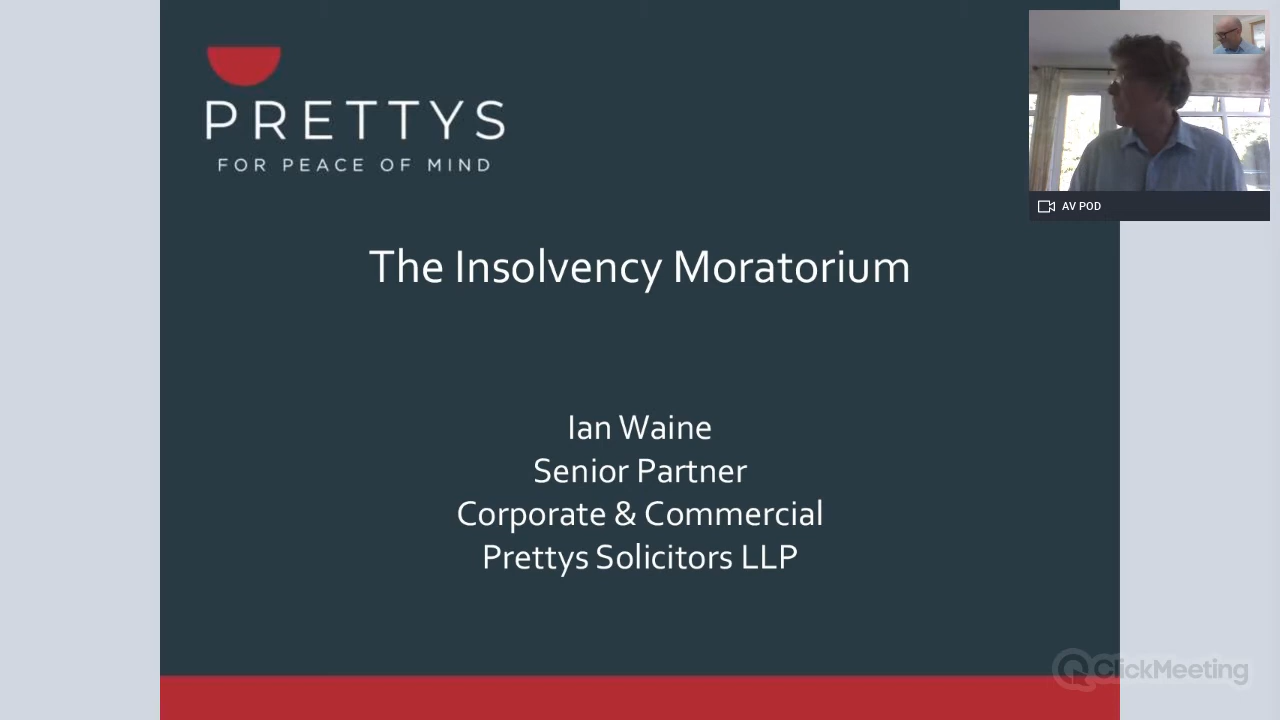 PRETTYS
FOR PEACE OF MIND
AV POD
The Insolvency Moratorium
Ian Waine
Senior Partner
Corporate & Commercial
Prettys Solicitors LLP
ClickMeeting